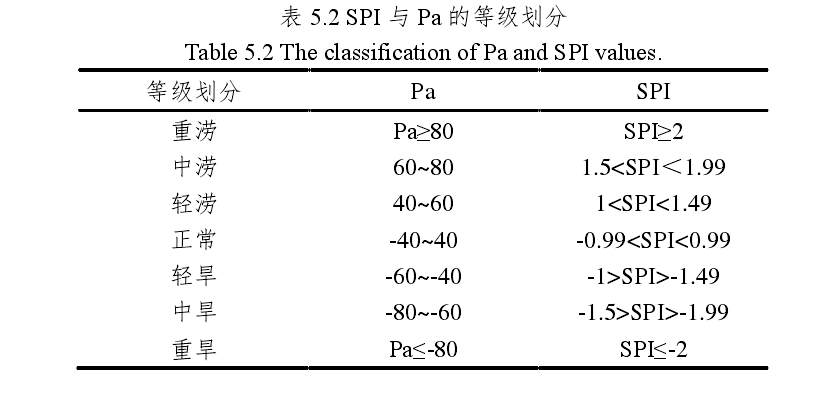 表 5.2 SPI 与 Pa 的等级划分
Table 5.2 The classification of Pa and SPI values.
等级划分 Pa SPI
重涝 Pa≥80 SPI≥2
中涝 60~80 1.5<SPI＜1.99
轻涝 40~60 1<SPI<1.49
正常 -40~40 -0.99<SPI<0.99
轻旱 -60~-40 -1>SPI>-1.49
中旱 -80~-60 -1.5>SPI>-1.99
重旱 Pa≤-80 SPI≤-2